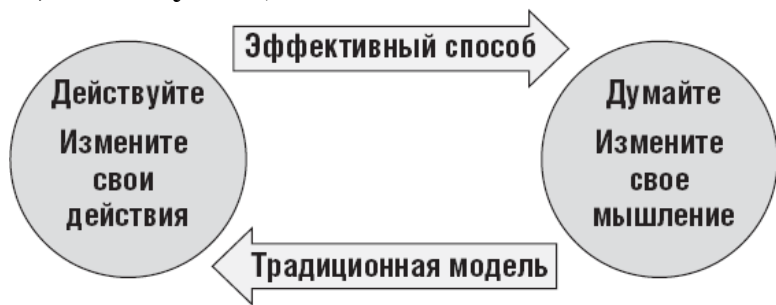 Эффективный способ
Действуйте
Измените
свои
действия
Думайте
Измените
свое
мышление
Традиционная модель